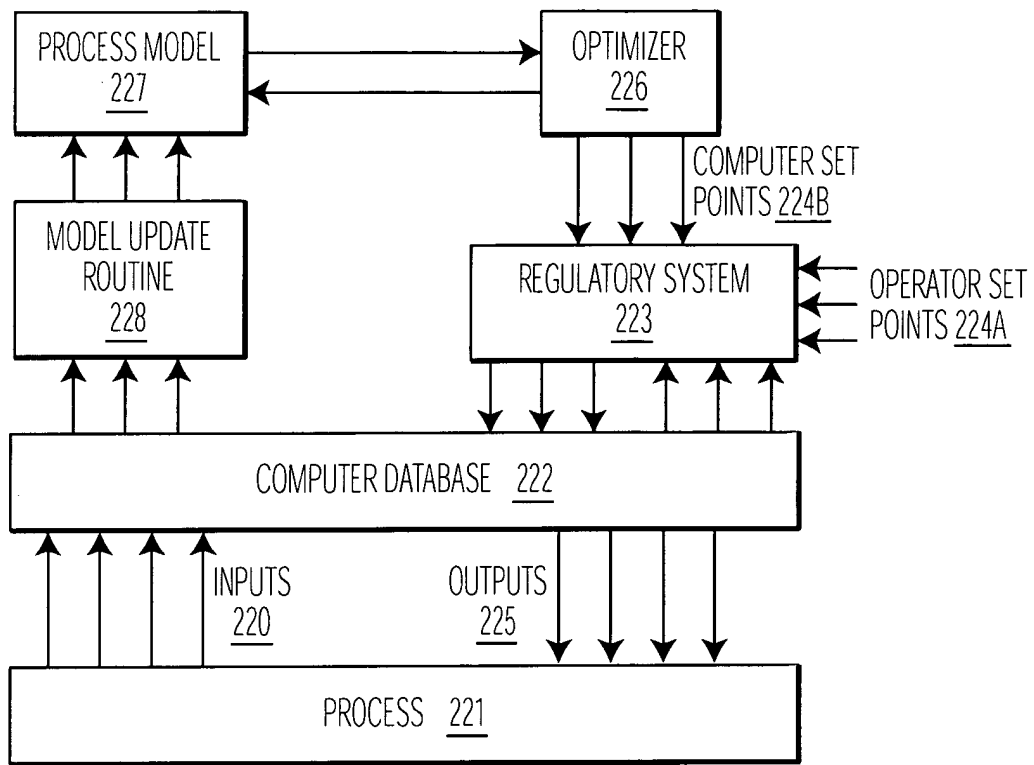 PROCESS MODEL
227
OPTIMIZER
226
COMPUTER SET
POINTS 224B
MODEL UPDATE
ROUTINE
228
REGULATORY SYSTEM
223
OPERATOR SET
POINTS 224A
COMPUTER DATABASE 222
INPUTS
220
OUTPUTS
225
PROCESS 221